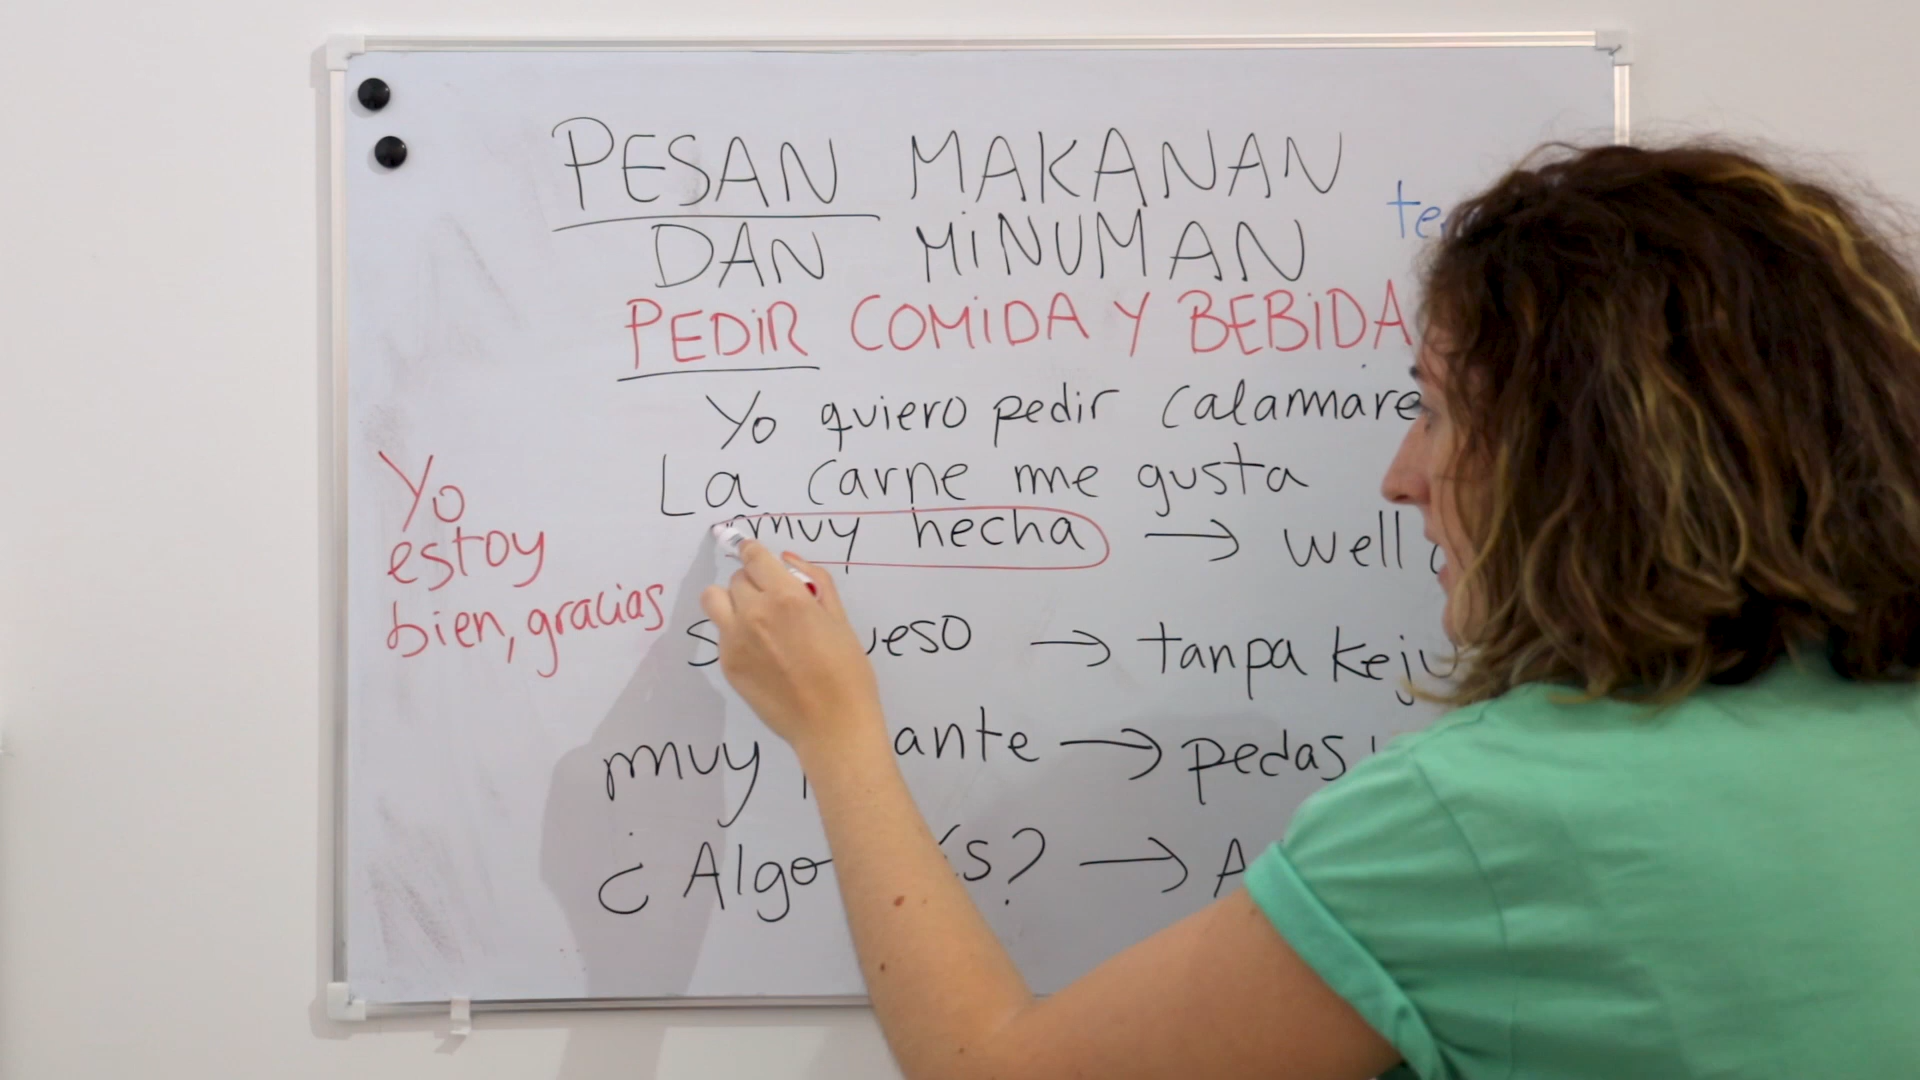 PESAN MAKANAN
DAN MiNUMAN
PEDiR COMiDA Y BEBiDA
Yo quiero pedir
La carne me gusta
muy hecha → well
→ tanpa keju
muy → pedas
¿Algo →
Yo
estoy
bien, gracias